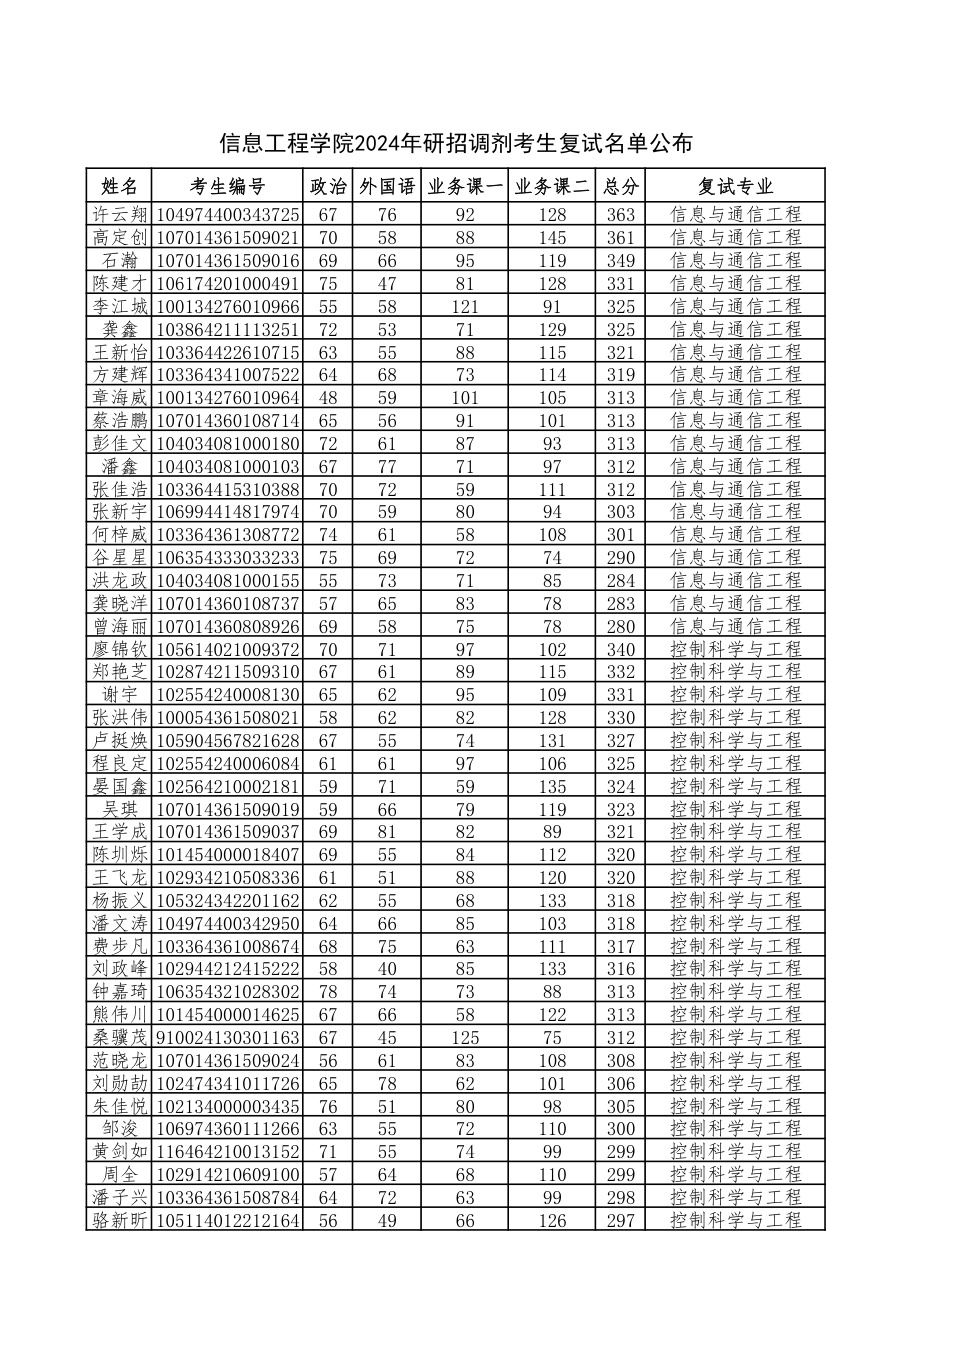 信息工程学院2024年研招调剂考生复试名单公布
姓名 考生编号 政治 外国语 业务课一 业务课二 总分 复试专业
许云翔 104974400343725 67 76 92 128 363 信息与通信工程
高定创 107014361509021 70 58 88 145 361 信息与通信工程
石瀚 107014361509016 69 66 95 119 349 信息与通信工程
陈建才 106174201000491 75 47 81 128 331 信息与通信工程
李江城 100134276010966 55 58 121 91 325 信息与通信工程
龚鑫 103864211113251 72 53 71 129 325 信息与通信工程
王新怡 103364422610715 63 55 88 115 321 信息与通信工程
方建辉 103364341007522 64 68 73 114 319 信息与通信工程
章海威 100134276010964 48 59 101 105 313 信息与通信工程
蔡浩鹏 107014360108714 65 56 91 101 313 信息与通信工程
彭佳文 104034081000180 72 61 87 93 313 信息与通信工程
潘鑫 104034081000103 67 77 71 97 312 信息与通信工程
张佳浩 103364415310388 70 72 59 111 312 信息与通信工程
张新宇 106994414817974 70 59 80 94 303 信息与通信工程
何梓威 103364361308772 74 61 58 108 301 信息与通信工程
谷星星 106354333033233 75 69 72 74 290 信息与通信工程
洪龙政 104034081000155 55 73 71 85 284 信息与通信工程
龚晓洋 107014360108737 57 65 83 78 283 信息与通信工程
曾海丽 107014360808926 69 58 75 78 280 信息与通信工程
廖锦钦 105614021009372 70 71 97 102 340 控制科学与工程
郑艳芝 102874211509310 67 61 89 115 332 控制科学与工程
谢宇 102554240008130 65 62 95 109 331 控制科学与工程
张洪伟 100054361508021 58 62 82 128 330 控制科学与工程
卢挺焕 105904567821628 67 55 74 131 327 控制科学与工程
程良定 102554240006084 61 61 97 106 325 控制科学与工程
晏国鑫 102564210002181 59 71 59 135 324 控制科学与工程
吴琪 107014361509019 59 66 79 119 323 控制科学与工程
王学成 107014361509037 69 81 82 89 321 控制科学与工程
陈圳烁 101454000018407 69 55 84 112 320 控制科学与工程
王飞龙 102934210508336 61 51 88 120 320 控制科学与工程
杨振义 105324342201162 62 55 68 133 318 控制科学与工程
潘文涛 104974400342950 64 66 85 103 318 控制科学与工程
费步凡 103364361008674 68 75 63 111 317 控制科学与工程
刘政峰 102944212415222 58 40 85 133 316 控制科学与工程
钟嘉琦 106354321028302 78 74 73 88 313 控制科学与工程
熊伟川 101454000014625 67 66 58 122 313 控制科学与工程
桑骥茂 910024130301163 67 45 125 75 312 控制科学与工程
范晓龙 107014361509024 56 61 83 108 308 控制科学与工程
刘勋劼 102474341011726 65 78 62 101 306 控制科学与工程
朱佳悦 102134000003435 76 51 80 98 305 控制科学与工程
邹浚 106974360111266 63 55 72 110 300 控制科学与工程
黄剑如 116464210013152 71 55 74 99 299 控制科学与工程
周全 102914210609100 57 64 68 110 299 控制科学与工程
潘子兴 103364361508784 64 72 63 99 298 控制科学与工程
骆新昕 105114012212164 56 49 66 126 297 控制科学与工程